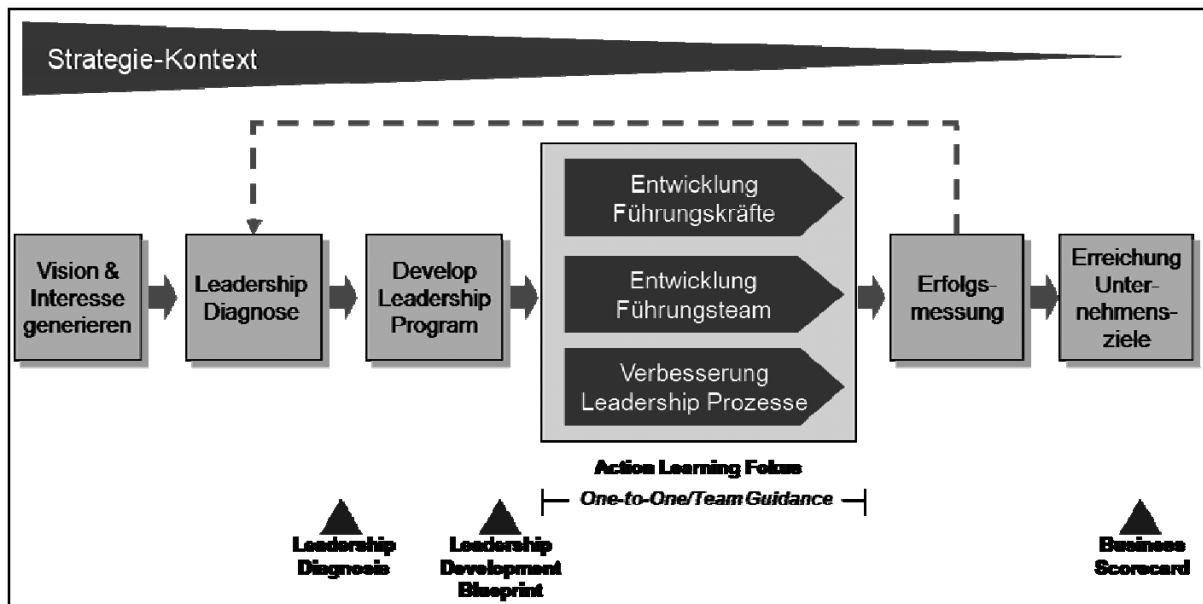 Strategie-Kontext
Vision &
Interesse
generieren
Leadership
Diagnose
Develop
Leadership
Program
Entwicklung
Führungskräfte
Entwicklung
Führungsteam
Verbesserung
Leadership Prozesse
Erfolgs-
messung
Erreichung
Unter-
nehmens-
ziele
Action Learning Fokus
One-to-One/Team Guidance
Leadership
Diagnosis
Leadership
Development
Blueprint
Business
Scorecard